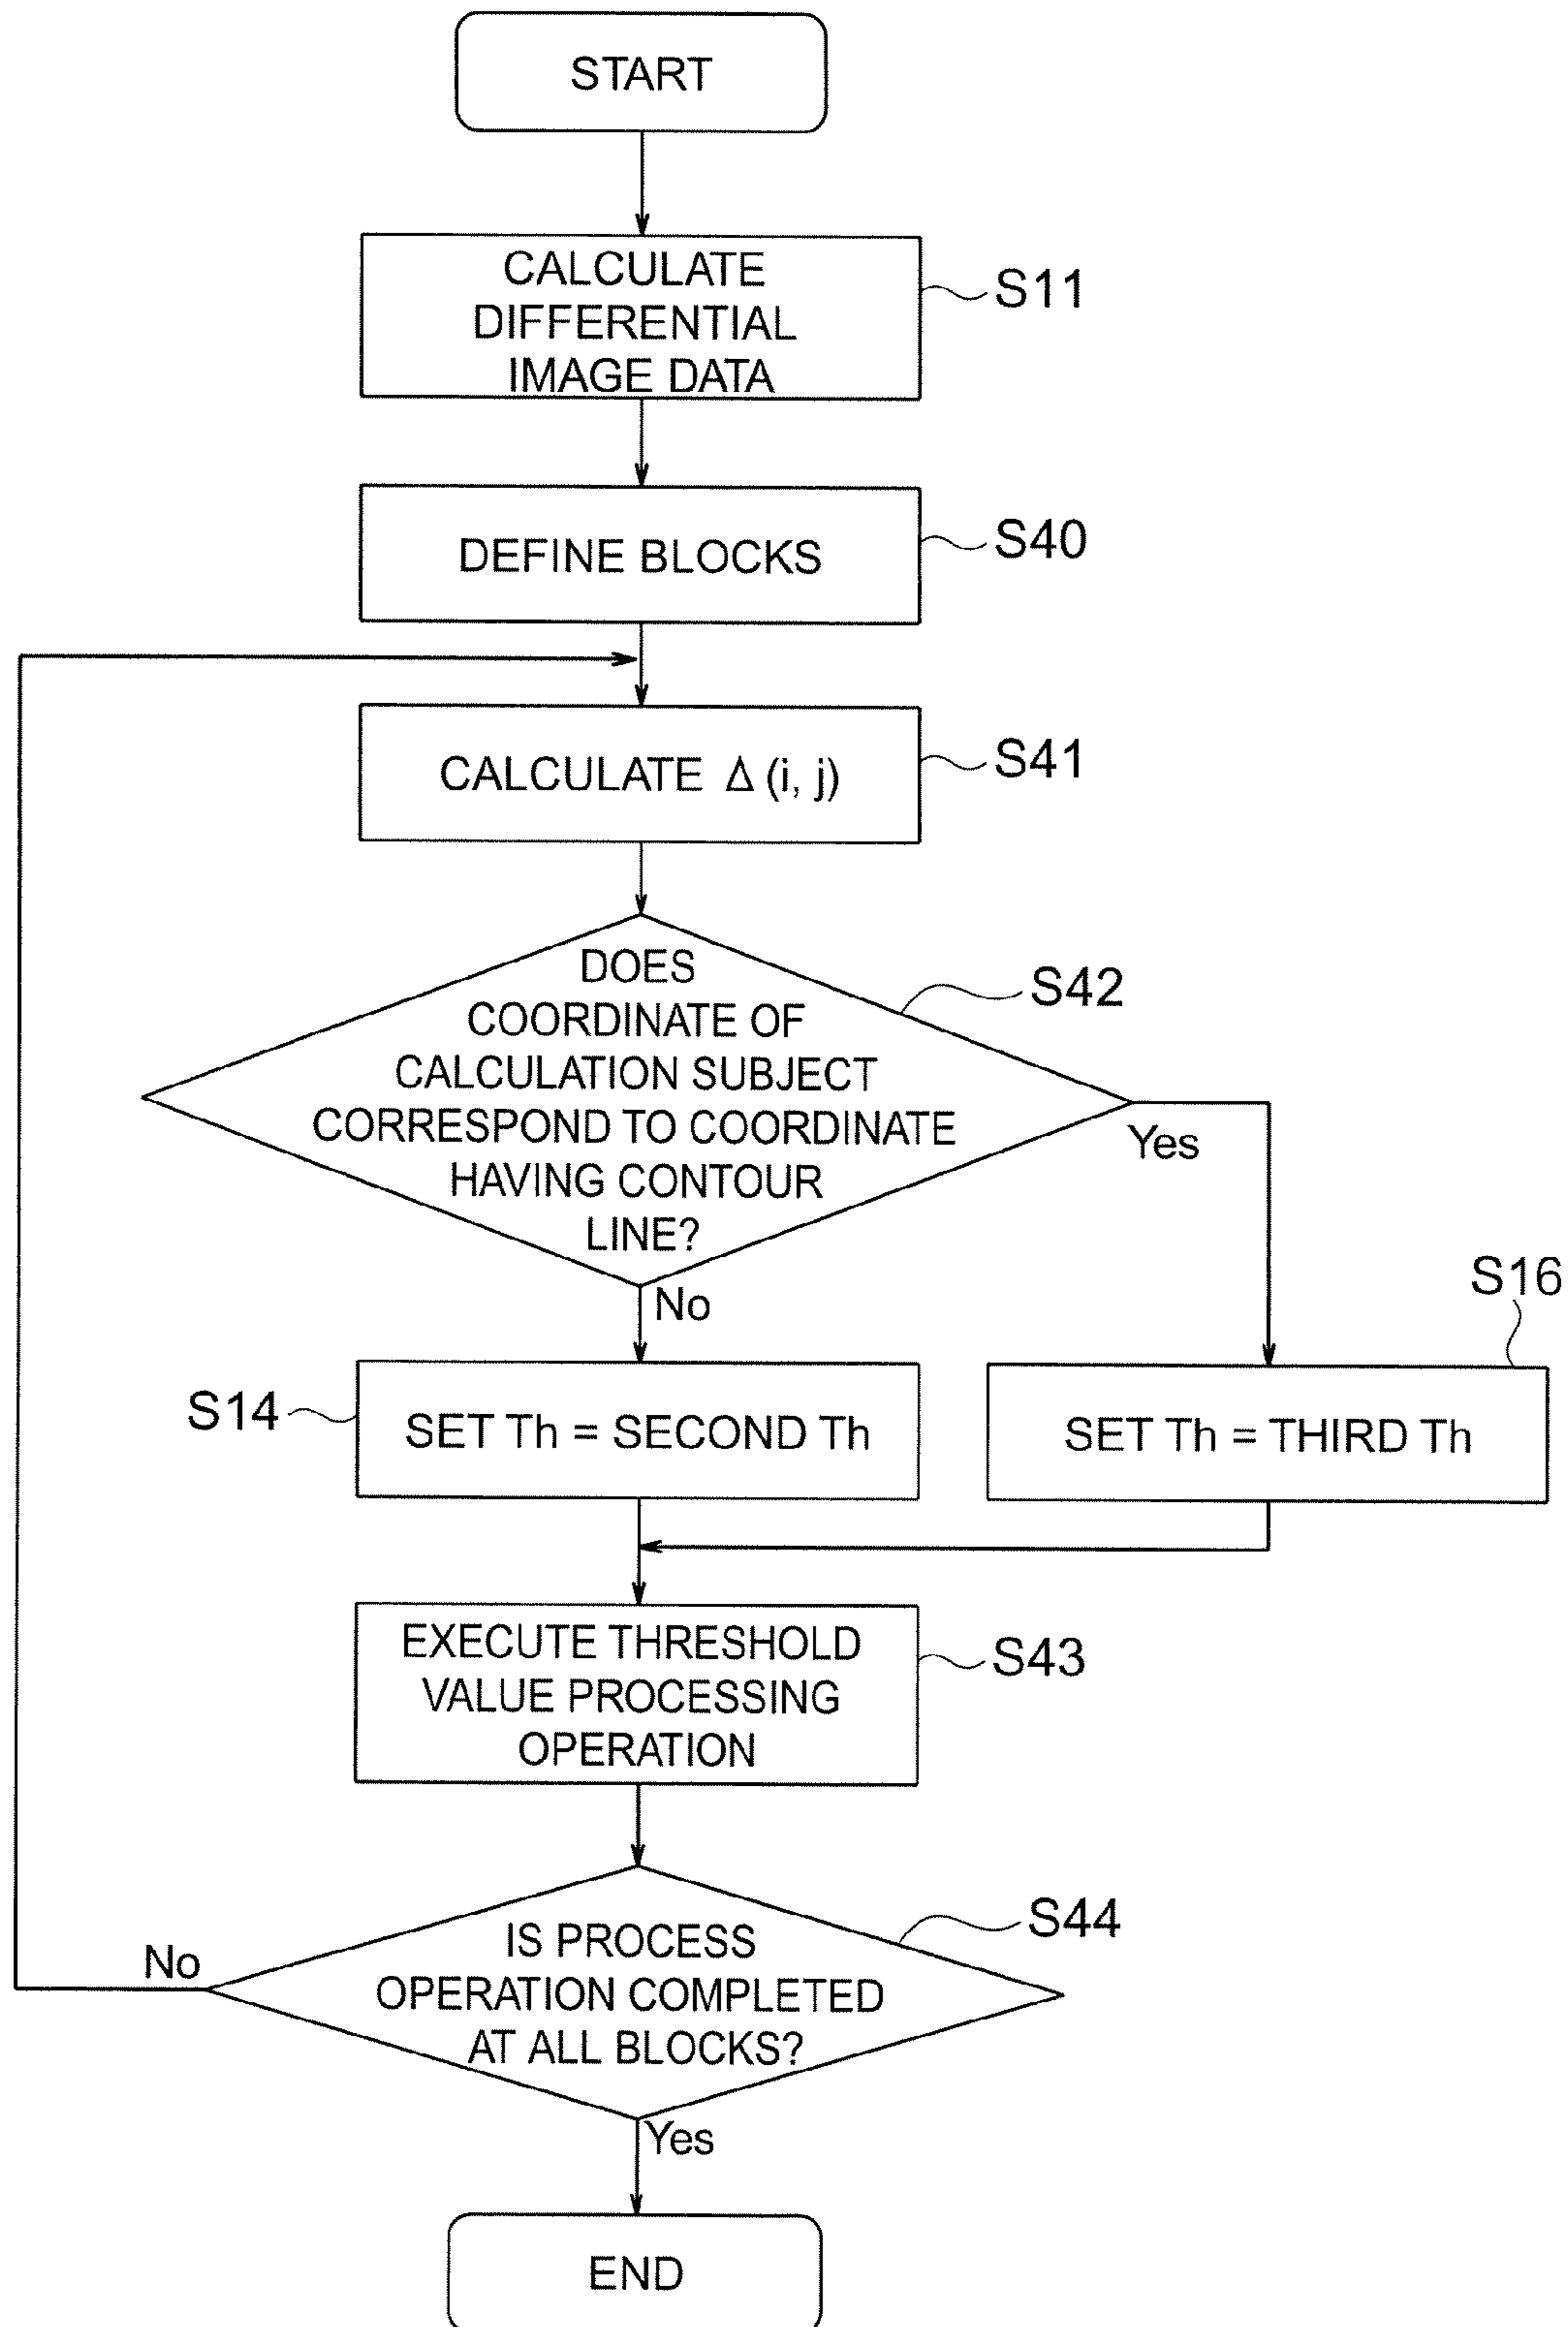 START
CALCULATE
DIFFERENTIAL
IMAGE DATA
S11
DEFINE BLOCKS
S40
CALCULATE Δ (i, j)
S41
DOES
COORDINATE OF
CALCULATION SUBJECT
CORRESPOND TO COORDINATE
HAVING CONTOUR
LINE?
S42
Yes
No
S16
S14
SET Th = SECOND Th
SET Th = THIRD Th
EXECUTE THRESHOLD
VALUE PROCESSING
OPERATION
S43
IS PROCESS
OPERATION COMPLETED
AT ALL BLOCKS?
S44
No
Yes
END